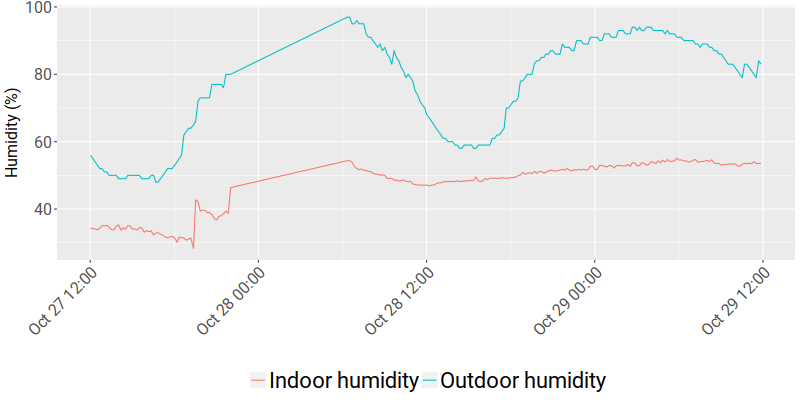 Humidity (%)
100
80
60
40
Oct 27 12:00
Oct 28 00:00
Oct 28 12:00
Oct 29 00:00
Oct 29 12:00
Indoor humidity
Outdoor humidity